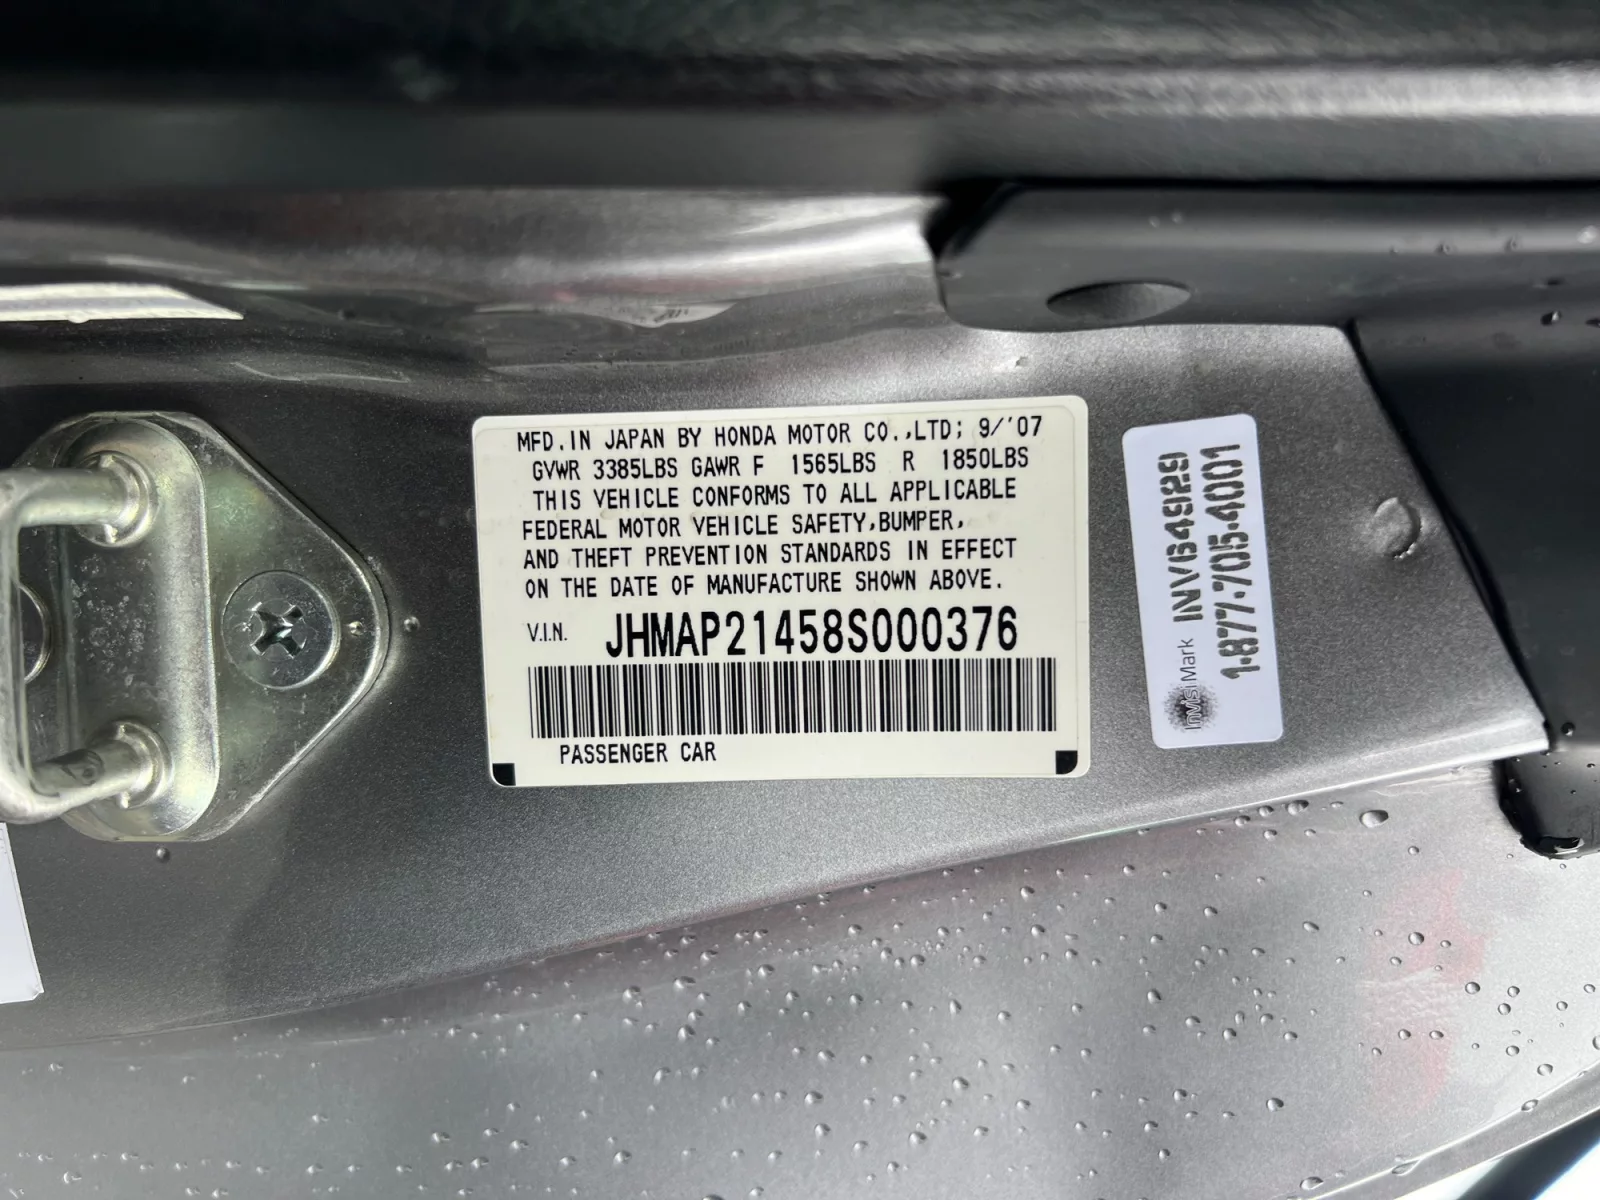 MFD. IN JAPAN BY HONDA MOTOR CO.,LTD; 9/'07
GVWR 3385LBS GAWR F 1565LBS R 1850LBS
THIS VEHICLE CONFORMS TO ALL APPLICABLE
FEDERAL MOTOR VEHICLE SAFETY, BUMPER,
AND THEFT PREVENTION STANDARDS IN EFFECT
ON THE DATE OF MANUFACTURE SHOWN ABOVE.
V.I.N. JHMAP21458S000376
PASSENGER CAR
InvisiMark INV64929
1-877-705-4001